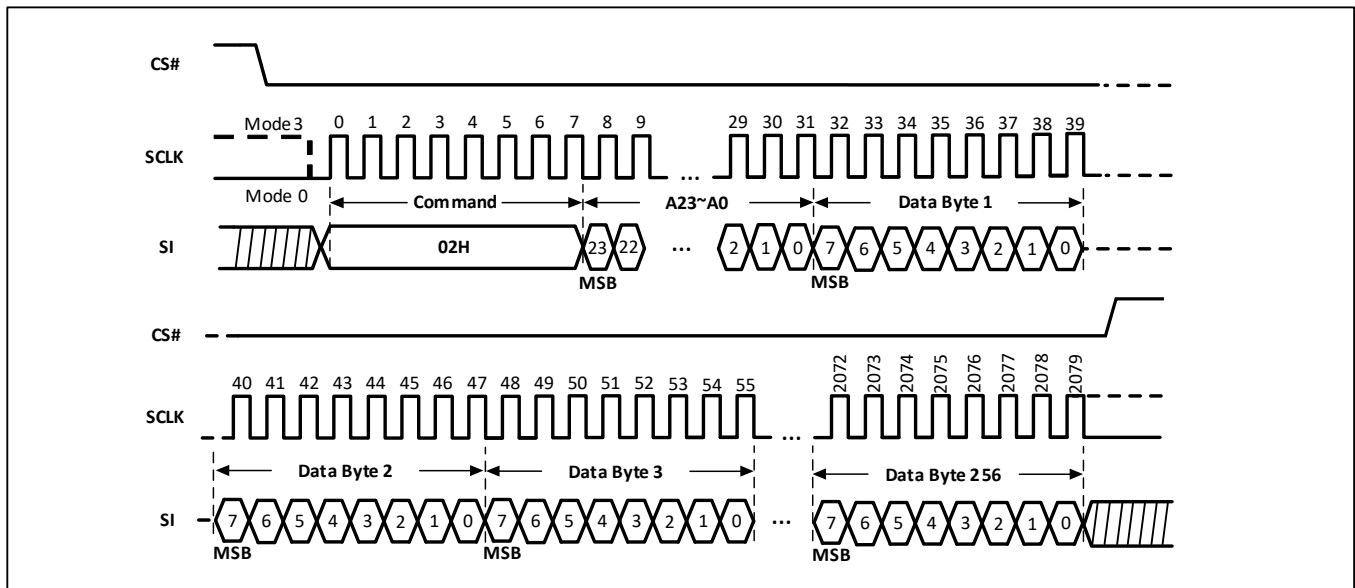 CS#
Mode 3
0 1 2 3 4 5 6 7 8 9 29 30 31 32 33 34 35 36 37 38 39
SCLK
...
Mode 0
Command A23~A0 Data Byte 1
SI 02H 23 22 ... 2 1 0 7 6 5 4 3 2 1 0
MSB MSB
CS#
40 41 42 43 44 45 46 47 48 49 50 51 52 53 54 55 2072 2073 2074 2075 2076 2077 2078 2079
SCLK
...
Data Byte 2 Data Byte 3 Data Byte 256
SI 7 6 5 4 3 2 1 0 7 6 5 4 3 2 1 0 ... 7 6 5 4 3 2 1 0
MSB MSB MSB